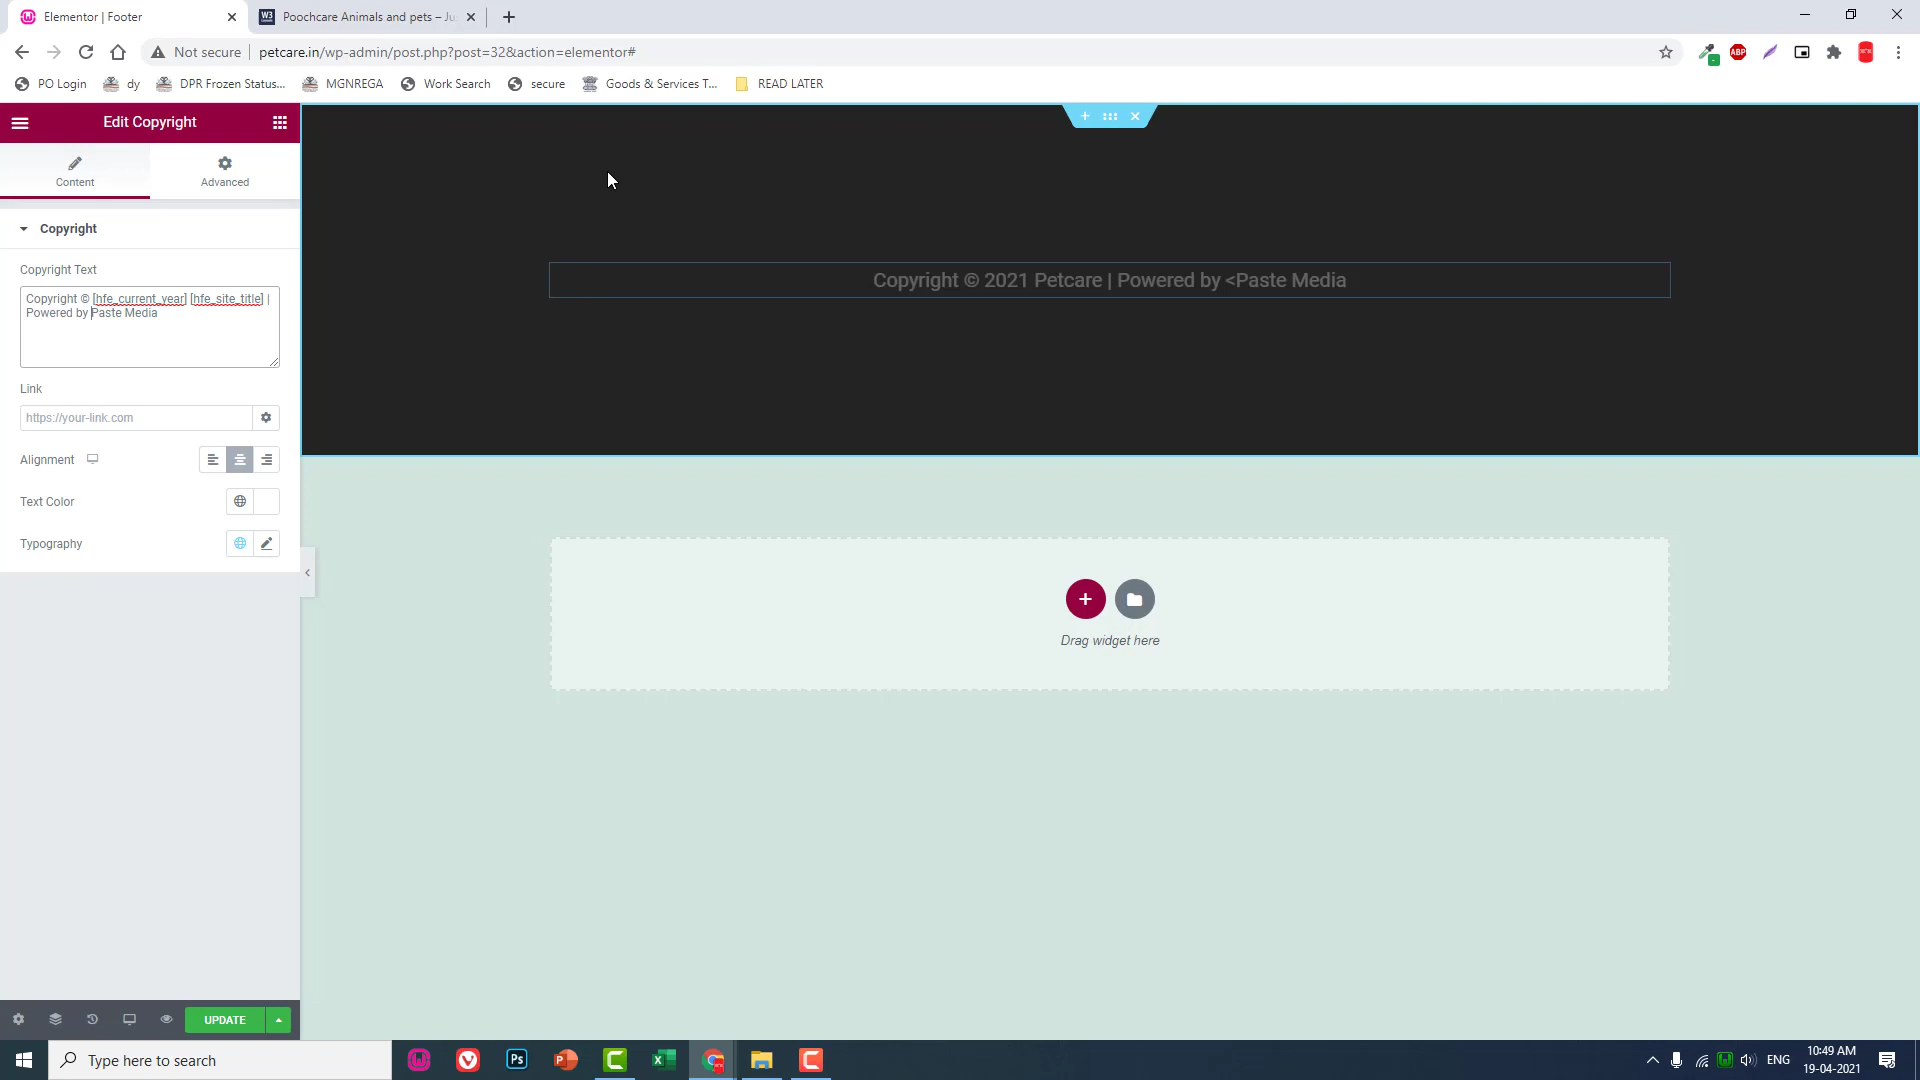 Elementor | Footer
Poochcare Animals and pets – Ju
Not secure
petcare.in/wp-admin/post.php?post=32&action=elementor#
PO Login
dy
DPR Frozen Status...
MGNREGA
Work Search
secure
Goods & Services T...
READ LATER
Edit Copyright
Content
Advanced
Copyright
Copyright Text
Copyright © [hfe_current_year] [hfe_site_title] |
Powered by Paste Media
Link
https://your-link.com
Alignment
Text Color
Typography
UPDATE
Copyright © 2021 Petcare | Powered by <Paste Media
Drag widget here
Type here to search
ENG
10:49 AM
19-04-2021